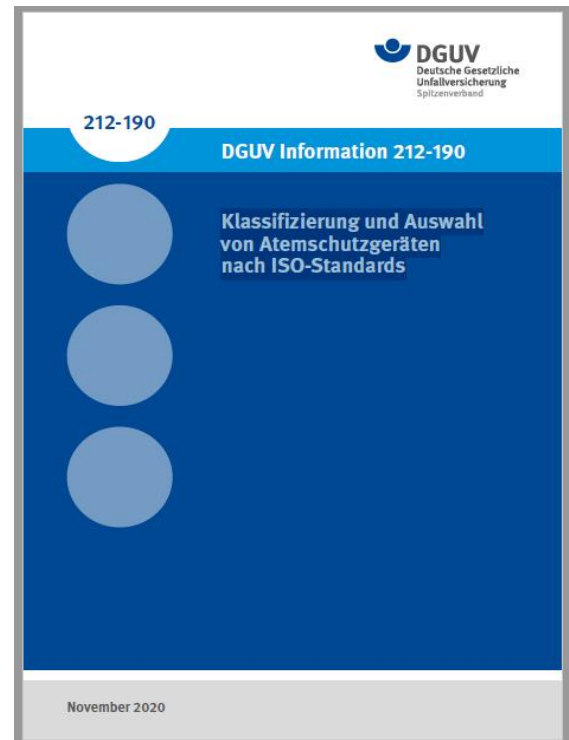 DGUV
Deutsche Gesetzliche
Unfallversicherung
Spitzenverband
212-190
DGUV Information 212-190
Klassifizierung und Auswahl
von Atemschutzgeräten
nach ISO-Standards
November 2020